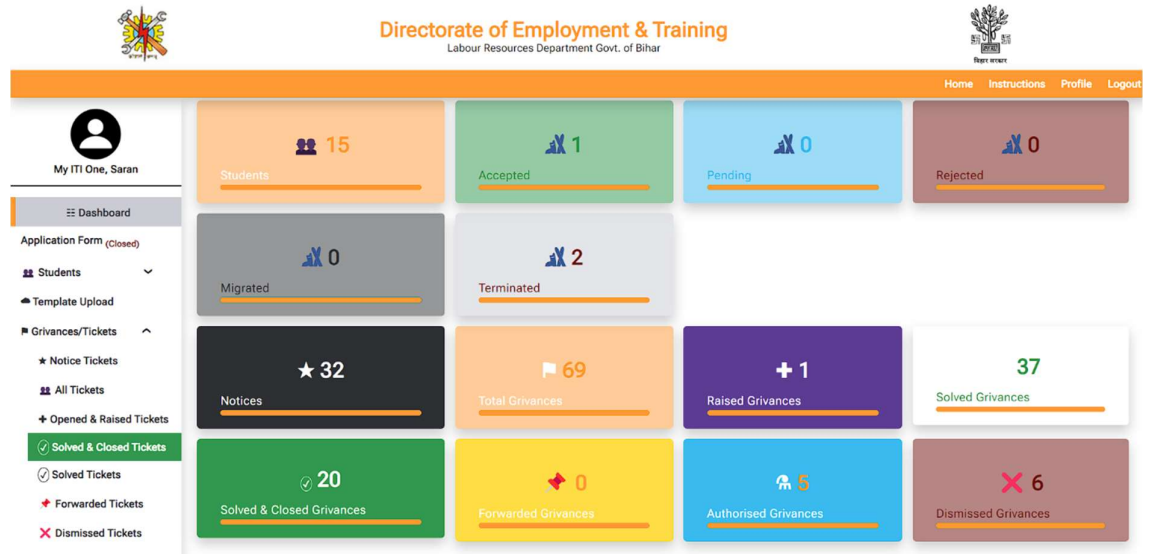 Directorate of Employment & Training
Labour Resources Department Govt. of Bihar
बिहार सरकार
Home Instructions Profile Logout
My ITI One, Saran
Dashboard
Application Form (Closed)
Students
Template Upload
Grivances/Tickets
Notice Tickets
All Tickets
Opened & Raised Tickets
Solved & Closed Tickets
Solved Tickets
Forwarded Tickets
Dismissed Tickets
15
Students
1
Accepted
0
Pending
0
Rejected
0
Migrated
2
Terminated
32
Notices
69
Total Grivances
1
Raised Grivances
37
Solved Grivances
20
Solved & Closed Grivances
0
Forwarded Grivances
5
Authorised Grivances
6
Dismissed Grivances